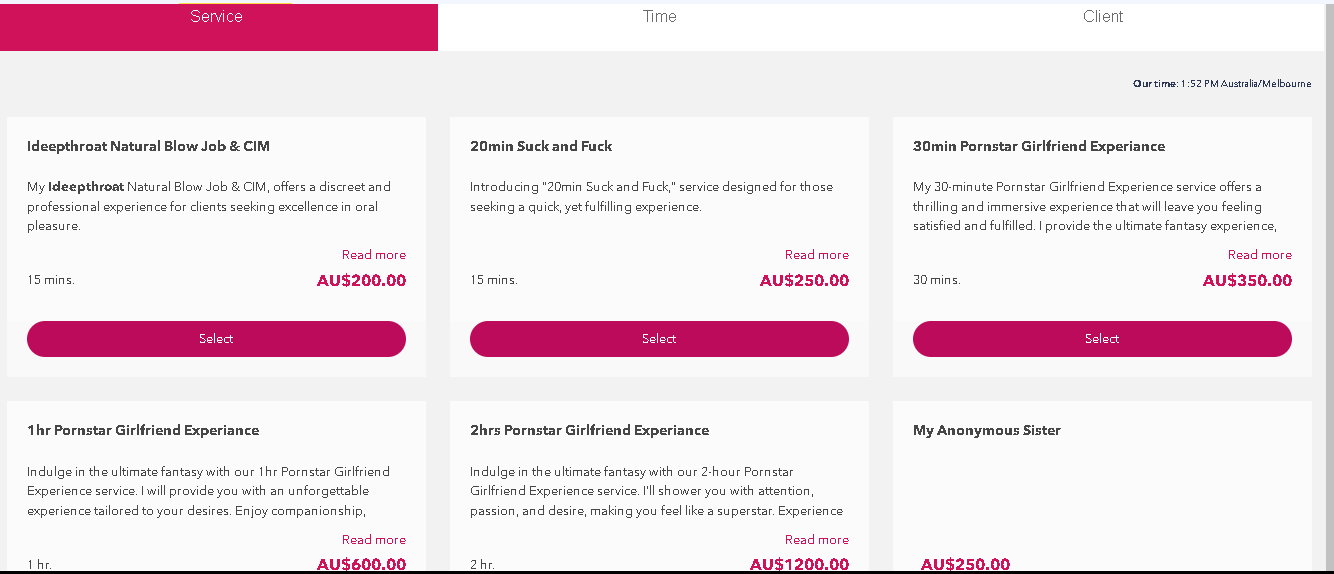 Service
Time
Client
Our time: 1:52 PM Australia/Melbourne
Ideepthroat Natural Blow Job & CIM
My Ideepthroat Natural Blow Job & CIM, offers a discreet and
professional experience for clients seeking excellence in oral
pleasure.
Read more
15 mins.
AU$200.00
Select
20min Suck and Fuck
Introducing "20min Suck and Fuck," service designed for those
seeking a quick, yet fulfilling experience.
Read more
15 mins.
AU$250.00
Select
30min Pornstar Girlfriend Experiance
My 30-minute Pornstar Girlfriend Experience service offers a
thrilling and immersive experience that will leave you feeling
satisfied and fulfilled. I provide the ultimate fantasy experience,
Read more
30 mins.
AU$350.00
Select
1hr Pornstar Girlfriend Experiance
Indulge in the ultimate fantasy with our 1hr Pornstar Girlfriend
Experience service. I will provide you with an unforgettable
experience tailored to your desires. Enjoy companionship,
Read more
1 hr.
AU$600.00
2hrs Pornstar Girlfriend Experiance
Indulge in the ultimate fantasy with our 2-hour Pornstar
Girlfriend Experience service. I'll shower you with attention,
passion, and desire, making you feel like a superstar. Experience
Read more
2 hr.
AU$1200.00
My Anonymous Sister
AU$250.00